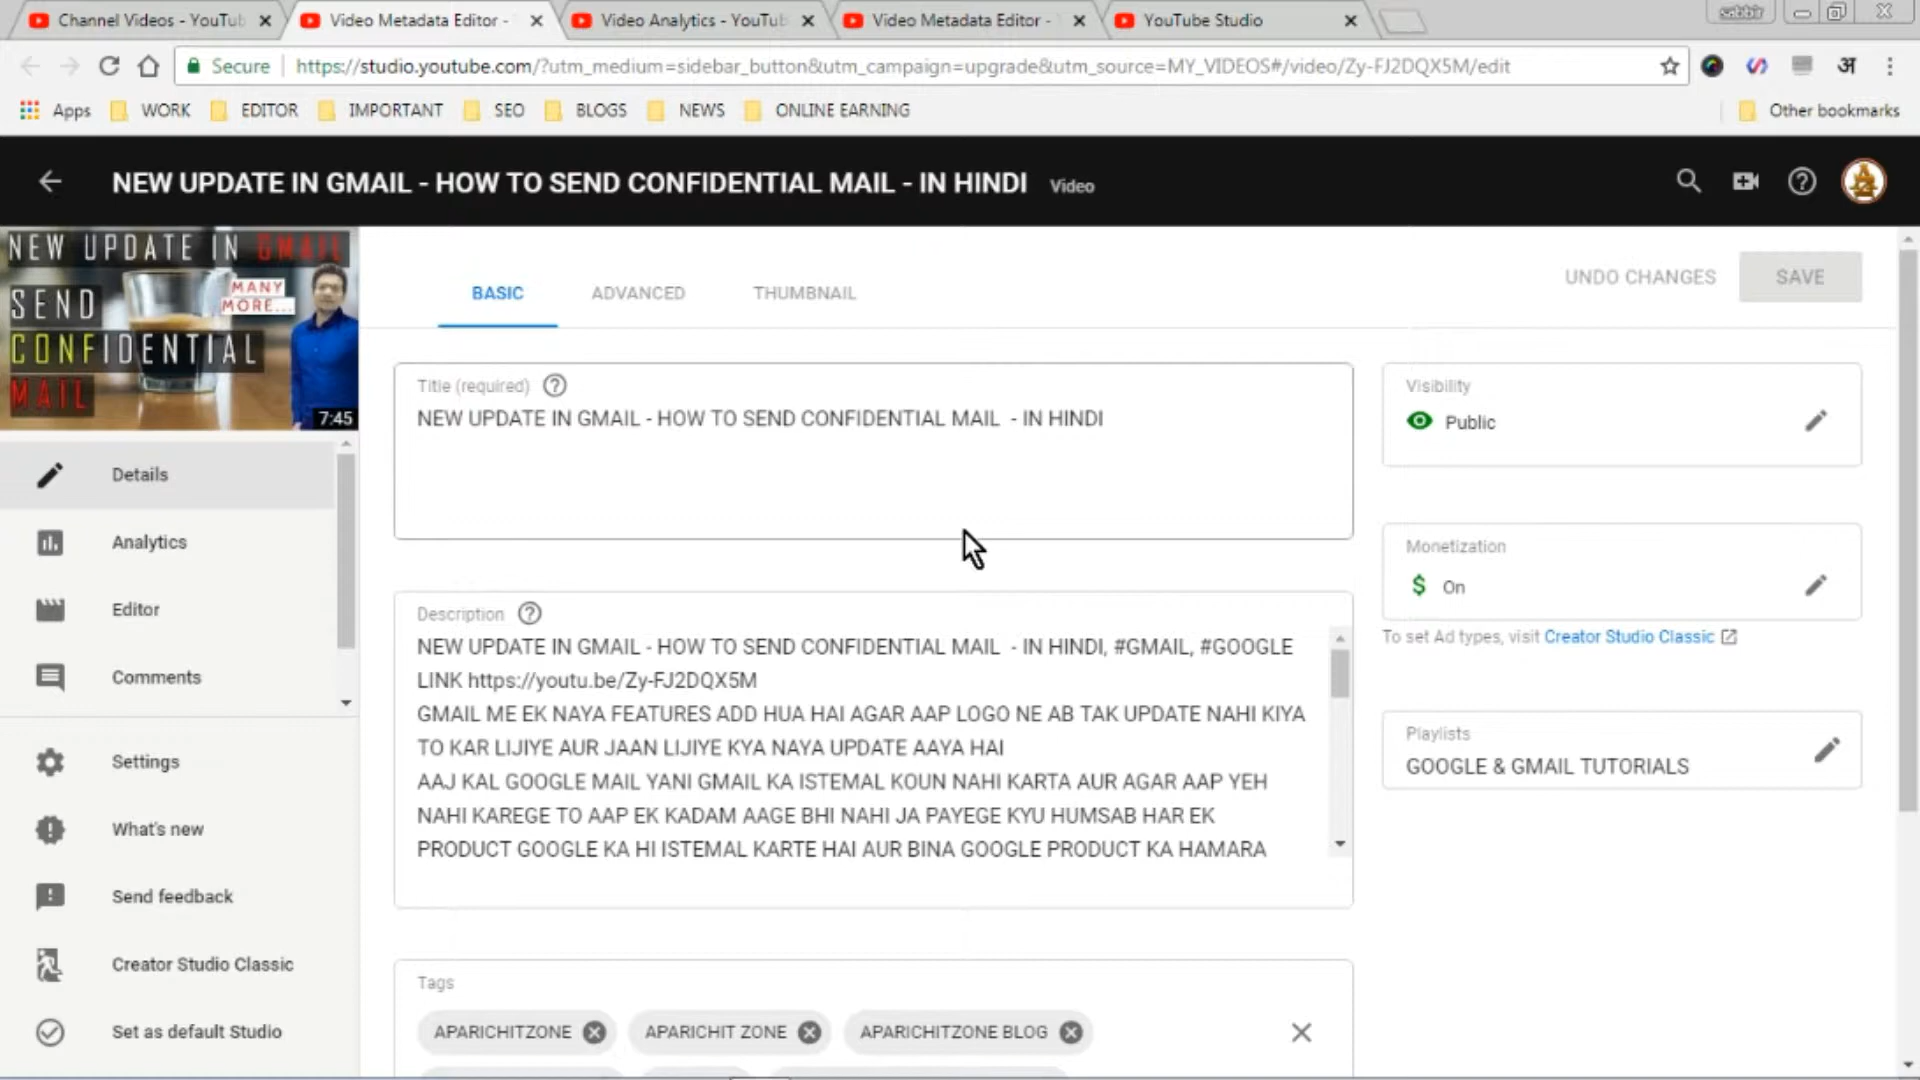 Channel Videos - YouTub
Video Metadata Editor -
Video Analytics - YouTub
Video Metadata Editor -
YouTube Studio
sabbir
Secure
https://studio.youtube.com/?utm_medium=sidebar_button&utm_campaign=upgrade&utm_source=MY_VIDEOS#/video/Zy-FJ2DQX5M/edit
अ
Apps
WORK
EDITOR
IMPORTANT
SEO
BLOGS
NEWS
ONLINE EARNING
Other bookmarks
NEW UPDATE IN GMAIL - HOW TO SEND CONFIDENTIAL MAIL - IN HINDI Video
NEW UPDATE IN GMAIL
SEND
MANY
MORE...
CONFIDENTIAL
MAIL
7:45
Details
Analytics
Editor
Comments
Settings
What's new
Send feedback
Creator Studio Classic
Set as default Studio
BASIC
ADVANCED
THUMBNAIL
UNDO CHANGES
SAVE
Title (required)
NEW UPDATE IN GMAIL - HOW TO SEND CONFIDENTIAL MAIL - IN HINDI
Description
NEW UPDATE IN GMAIL - HOW TO SEND CONFIDENTIAL MAIL - IN HINDI, #GMAIL, #GOOGLE
LINK https://youtu.be/Zy-FJ2DQX5M
GMAIL ME EK NAYA FEATURES ADD HUA HAI AGAR AAP LOGO NE AB TAK UPDATE NAHI KIYA
TO KAR LIJIYE AUR JAAN LIJIYE KYA NAYA UPDATE AAYA HAI
AAJ KAL GOOGLE MAIL YANI GMAIL KA ISTEMAL KOUN NAHI KARTA AUR AGAR AAP YEH
NAHI KAREGE TO AAP EK KADAM AAGE BHI NAHI JA PAYEGE KYU HUMSAB HAR EK
PRODUCT GOOGLE KA HI ISTEMAL KARTE HAI AUR BINA GOOGLE PRODUCT KA HAMARA
Tags
APARICHITZONE
APARICHIT ZONE
APARICHITZONE BLOG
Visibility
Public
Monetization
$ On
To set Ad types, visit Creator Studio Classic
Playlists
GOOGLE & GMAIL TUTORIALS